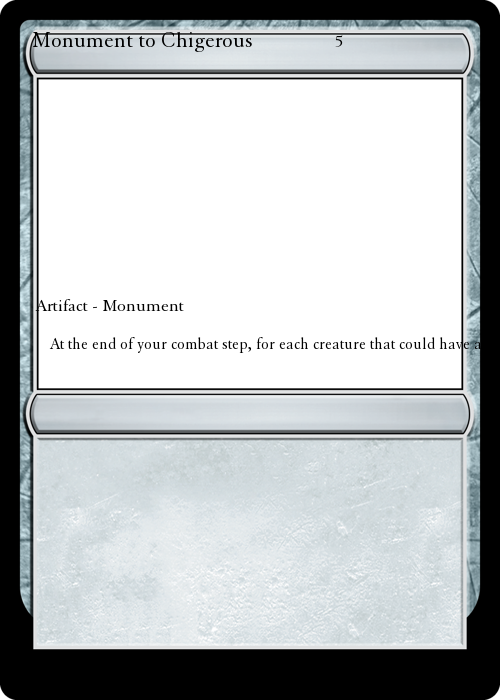 Monument to Chigerous 5
Artifact - Monument
At the end of your combat step, for each creature that could have a